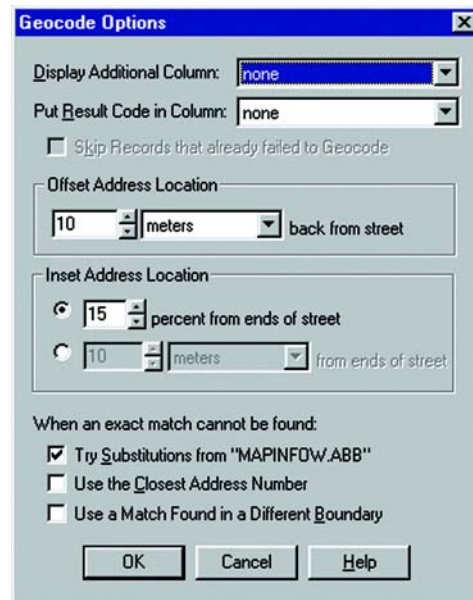 Geocode Options
Display Additional Column: none
Put Result Code in Column: none
Skip Records that already failed to Geocode
Offset Address Location
10 meters back from street
Inset Address Location
15 percent from ends of street
10 meters from ends of street
When an exact match cannot be found:
Try Substitutions from "MAPINFOW.ABB"
Use the Closest Address Number
Use a Match Found in a Different Boundary
OK Cancel Help